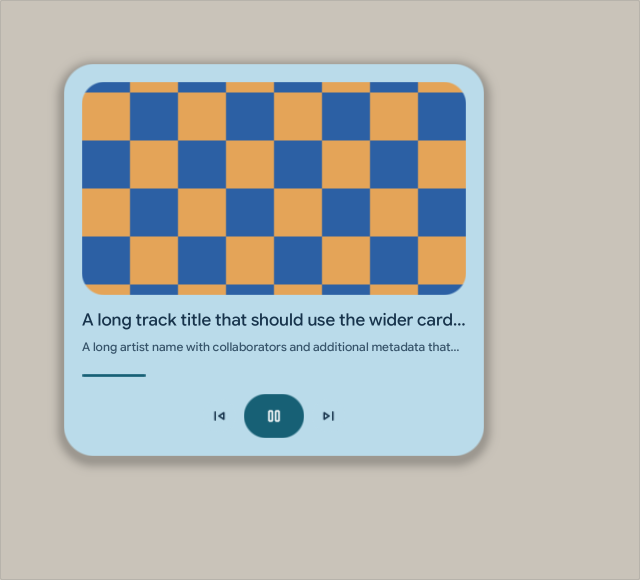 A long track title that should use the wider card...
A long artist name with collaborators and additional metadata that...